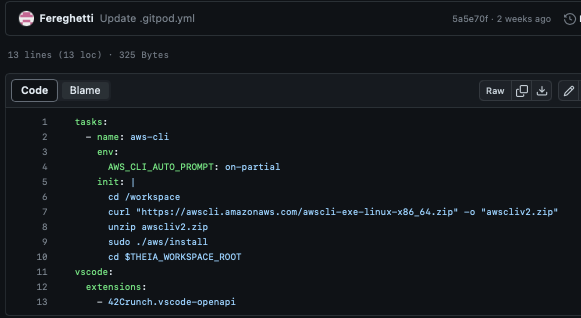 Fereghetti Update .gitpod.yml 5a5e70f · 2 weeks ago
13 lines (13 loc) · 325 Bytes
Code Blame Raw
1 tasks:
2   - name: aws-cli
3     env:
4       AWS_CLI_AUTO_PROMPT: on-partial
5     init: |
6       cd /workspace
7       curl "https://awscli.amazonaws.com/awscli-exe-linux-x86_64.zip" -o "awscliv2.zip"
8       unzip awscliv2.zip
9       sudo ./aws/install
10       cd $THEIA_WORKSPACE_ROOT
11 vscode:
12   extensions:
13     - 42Crunch.vscode-openapi